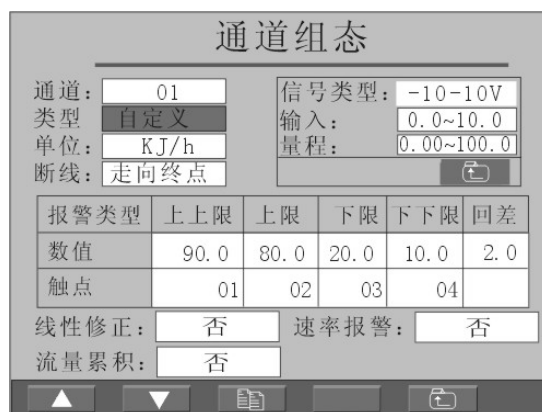 通道组态
通道： 01
类型 自定义
单位： KJ/h
断线： 走向终点
信号类型： -10-10V
输入： 0.0~10.0
量程： 0.00~100.0
报警类型 上上限 上限 下限 下下限 回差
数值 90.0 80.0 20.0 10.0 2.0
触点 01 02 03 04
线性修正： 否 速率报警： 否
流量累积： 否